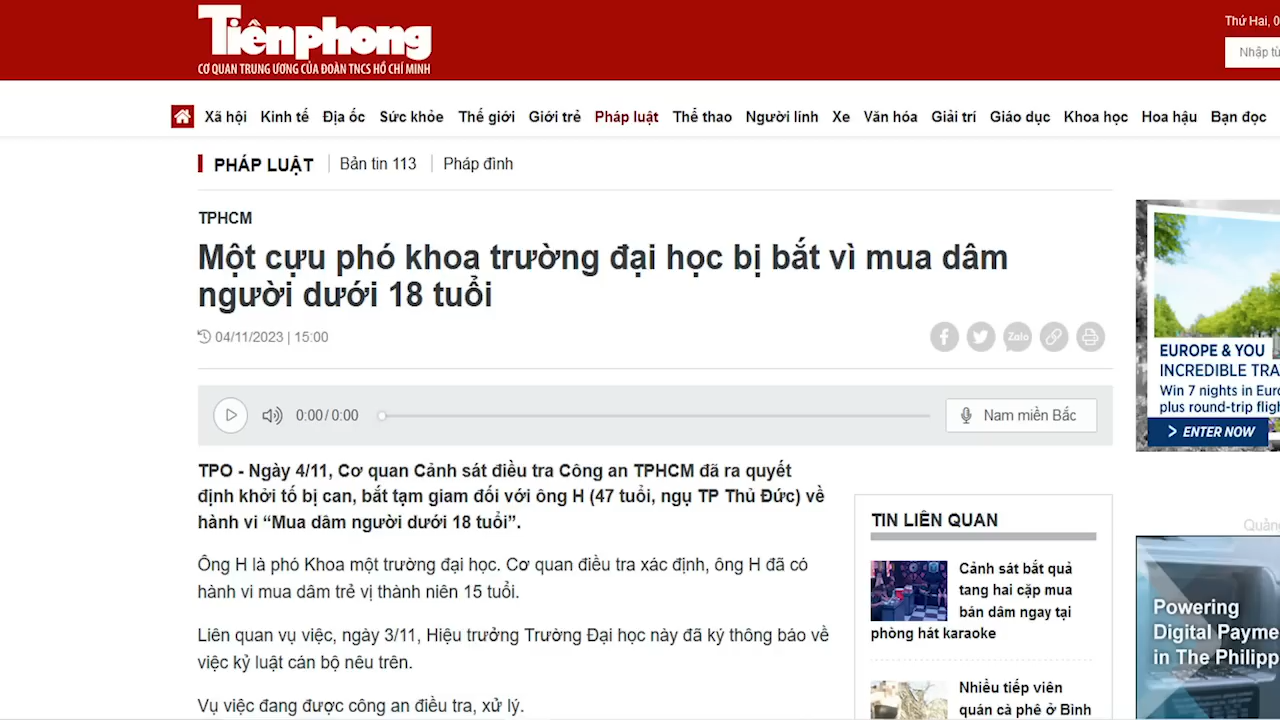 Tiền phong
CƠ QUAN TRUNG ƯƠNG CỦA ĐOÀN TNCS HỒ CHÍ MINH
Thứ Hai, 0
Nhập từ
Xã hội Kinh tế Địa ốc Sức khỏe Thế giới Giới trẻ Pháp luật Thể thao Người lính Xe Văn hóa Giải trí Giáo dục Khoa học Hoa hậu Bạn đọc
PHÁP LUẬT Bản tin 113 Pháp đình
TPHCM
Một cựu phó khoa trường đại học bị bắt vì mua dâm
người dưới 18 tuổi
04/11/2023 | 15:00
Zalo
0:00 / 0:00
Nam miền Bắc
TPO - Ngày 4/11, Cơ quan Cảnh sát điều tra Công an TPHCM đã ra quyết
định khởi tố bị can, bắt tạm giam đối với ông H (47 tuổi, ngụ TP Thủ Đức) về
hành vi “Mua dâm người dưới 18 tuổi”.
Ông H là phó Khoa một trường đại học. Cơ quan điều tra xác định, ông H đã có
hành vi mua dâm trẻ vị thành niên 15 tuổi.
Liên quan vụ việc, ngày 3/11, Hiệu trưởng Trường Đại học này đã ký thông báo về
việc kỷ luật cán bộ nêu trên.
Vụ việc đang được công an điều tra, xử lý.
TIN LIÊN QUAN
Cảnh sát bắt quả
tang hai cặp mua
bán dâm ngay tại
phòng hát karaoke
Nhiều tiếp viên
quán cà phê ở Bình
EUROPE & YOU
INCREDIBLE TRA
Win 7 nights in Euro
plus round-trip fligh
> ENTER NOW
Quảng
Powering
Digital Payme
in The Philipp